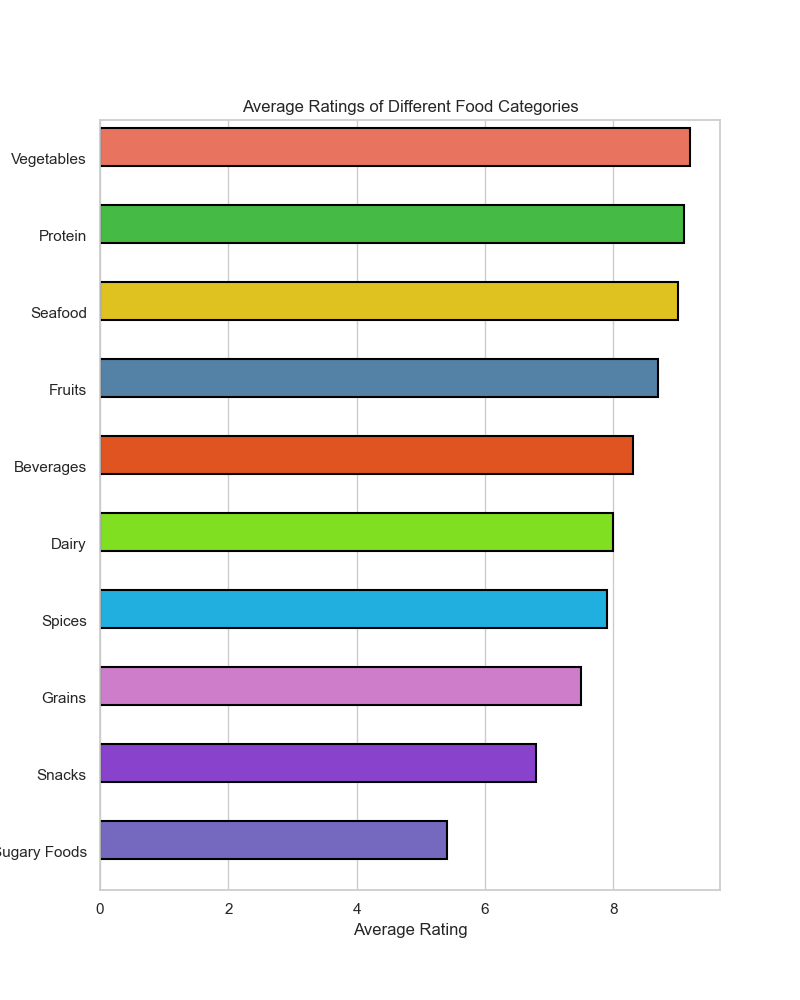 Average Ratings of Different Food Categories
Vegetables
Protein
Seafood
Fruits
Beverages
Dairy
Spices
Grains
Snacks
Sugary Foods
0 2 4 6 8
Average Rating